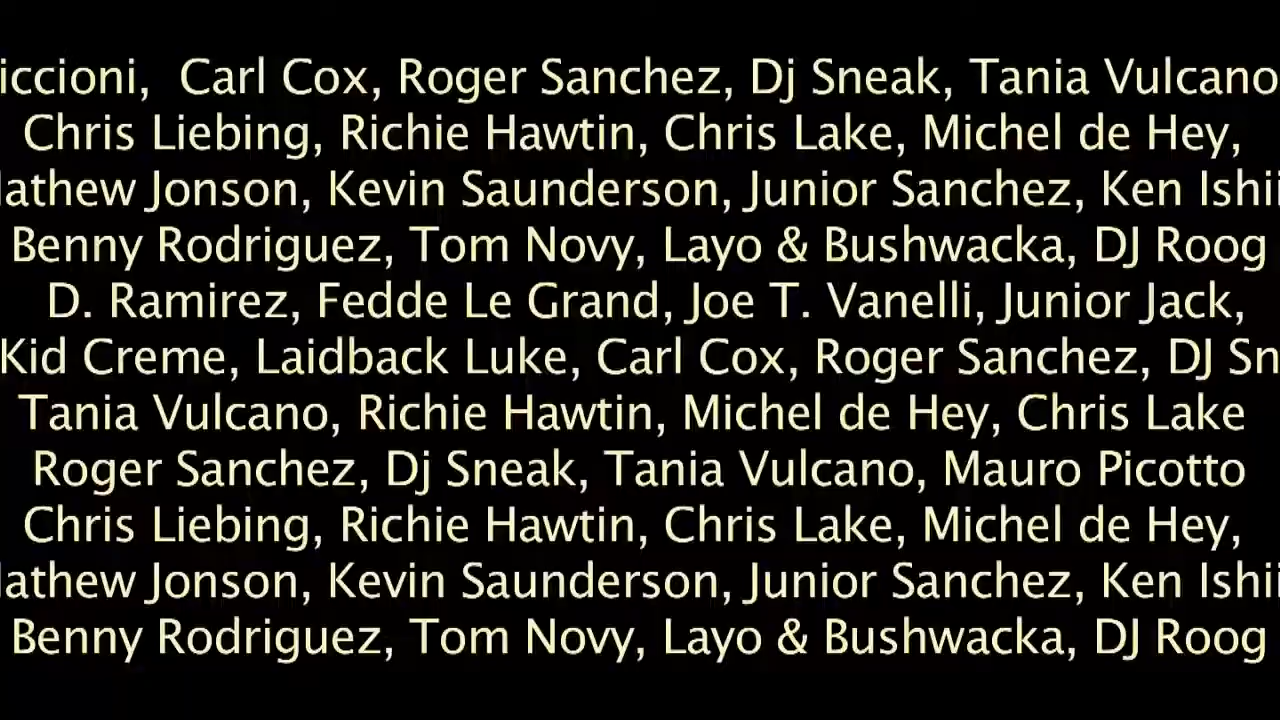 iccioni, Carl Cox, Roger Sanchez, Dj Sneak, Tania Vulcano
Chris Liebing, Richie Hawtin, Chris Lake, Michel de Hey,
athew Jonson, Kevin Saunderson, Junior Sanchez, Ken Ishii
Benny Rodriguez, Tom Novy, Layo & Bushwacka, DJ Roog
D. Ramirez, Fedde Le Grand, Joe T. Vanelli, Junior Jack,
Kid Creme, Laidback Luke, Carl Cox, Roger Sanchez, DJ Sn
Tania Vulcano, Richie Hawtin, Michel de Hey, Chris Lake
Roger Sanchez, Dj Sneak, Tania Vulcano, Mauro Picotto
Chris Liebing, Richie Hawtin, Chris Lake, Michel de Hey,
athew Jonson, Kevin Saunderson, Junior Sanchez, Ken Ishii
Benny Rodriguez, Tom Novy, Layo & Bushwacka, DJ Roog